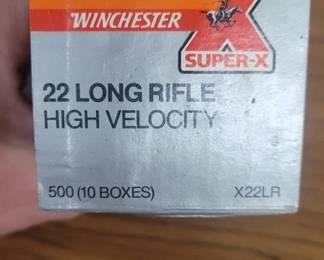 WINCHESTER
SUPER-X
22 LONG RIFLE
HIGH VELOCITY
500 (10 BOXES) X22LR